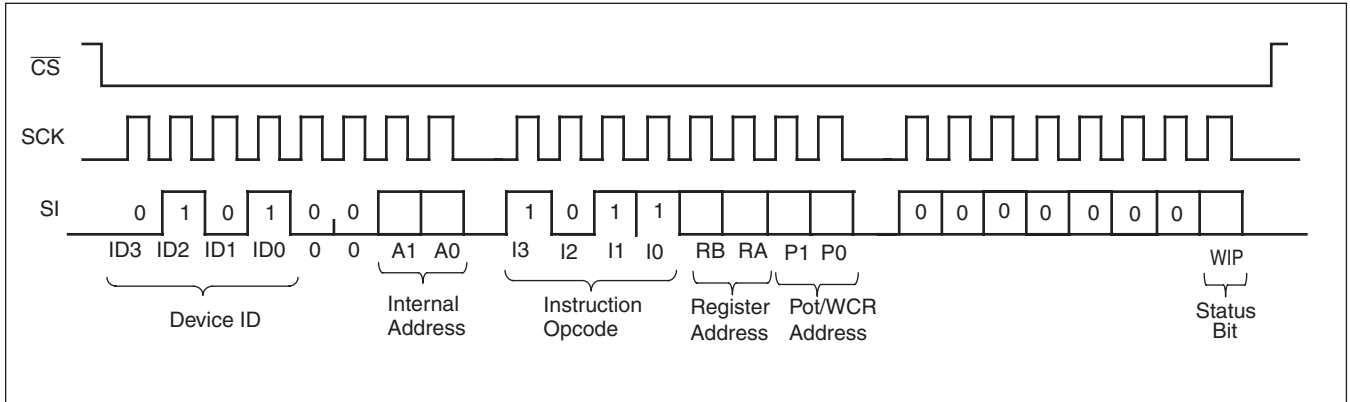 CS
SCK
SI
0 1 0 1 0 0
1 0 1 1
0 0 0 0 0 0 0
ID3 ID2 ID1 ID0 0 0 A1 A0
I3 I2 I1 I0 RB RA P1 P0
WIP
Device ID
Internal
Address
Instruction
Opcode
Register
Address
Pot/WCR
Address
Status
Bit